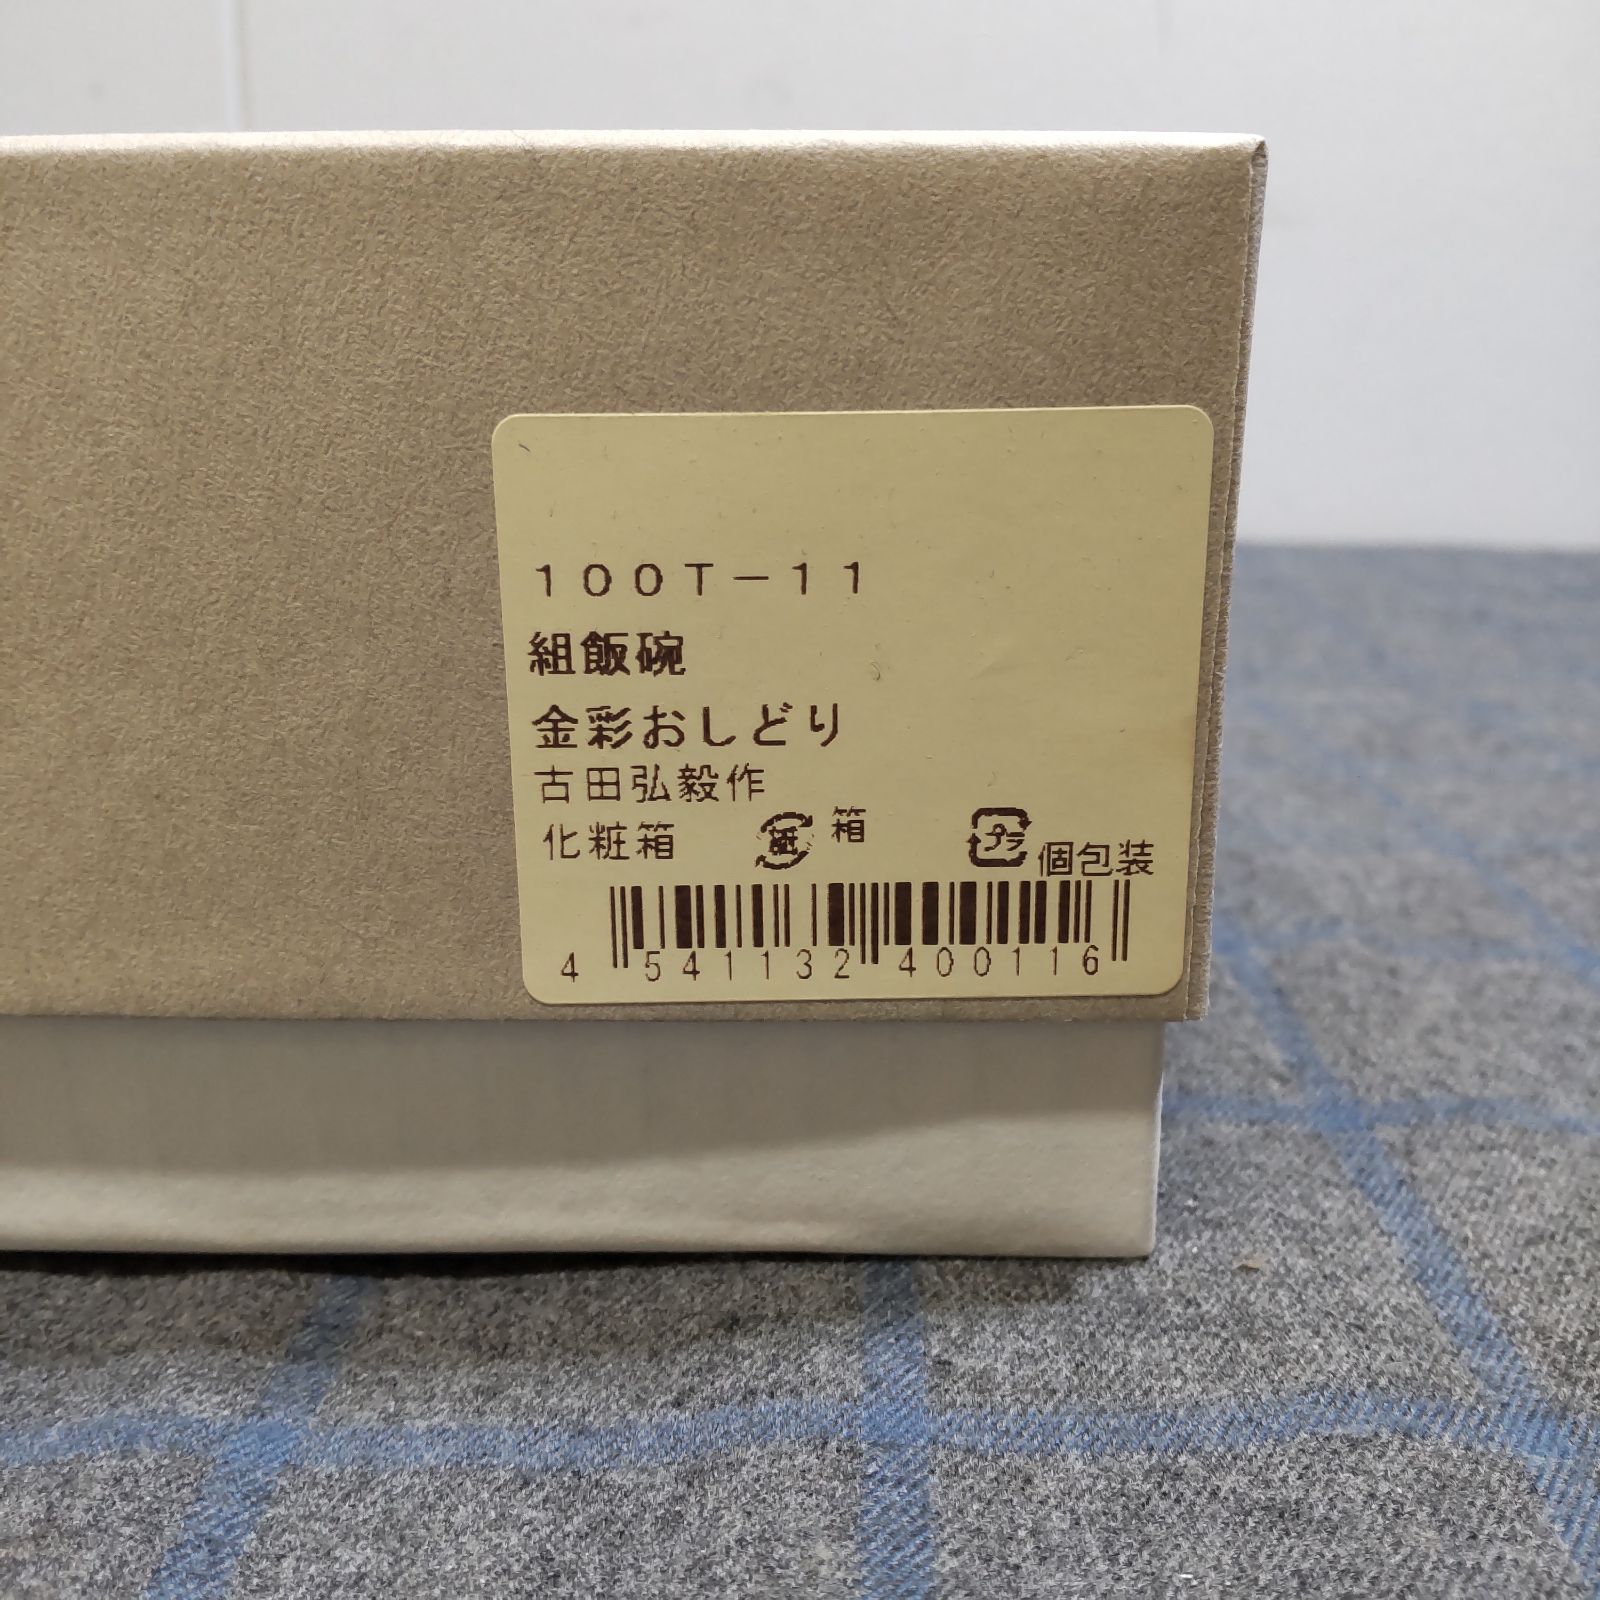 100T-11
組飯碗
金彩おしどり
古田弘毅作
化粧箱 紙 箱 プラ 個包装
4 541132 400116